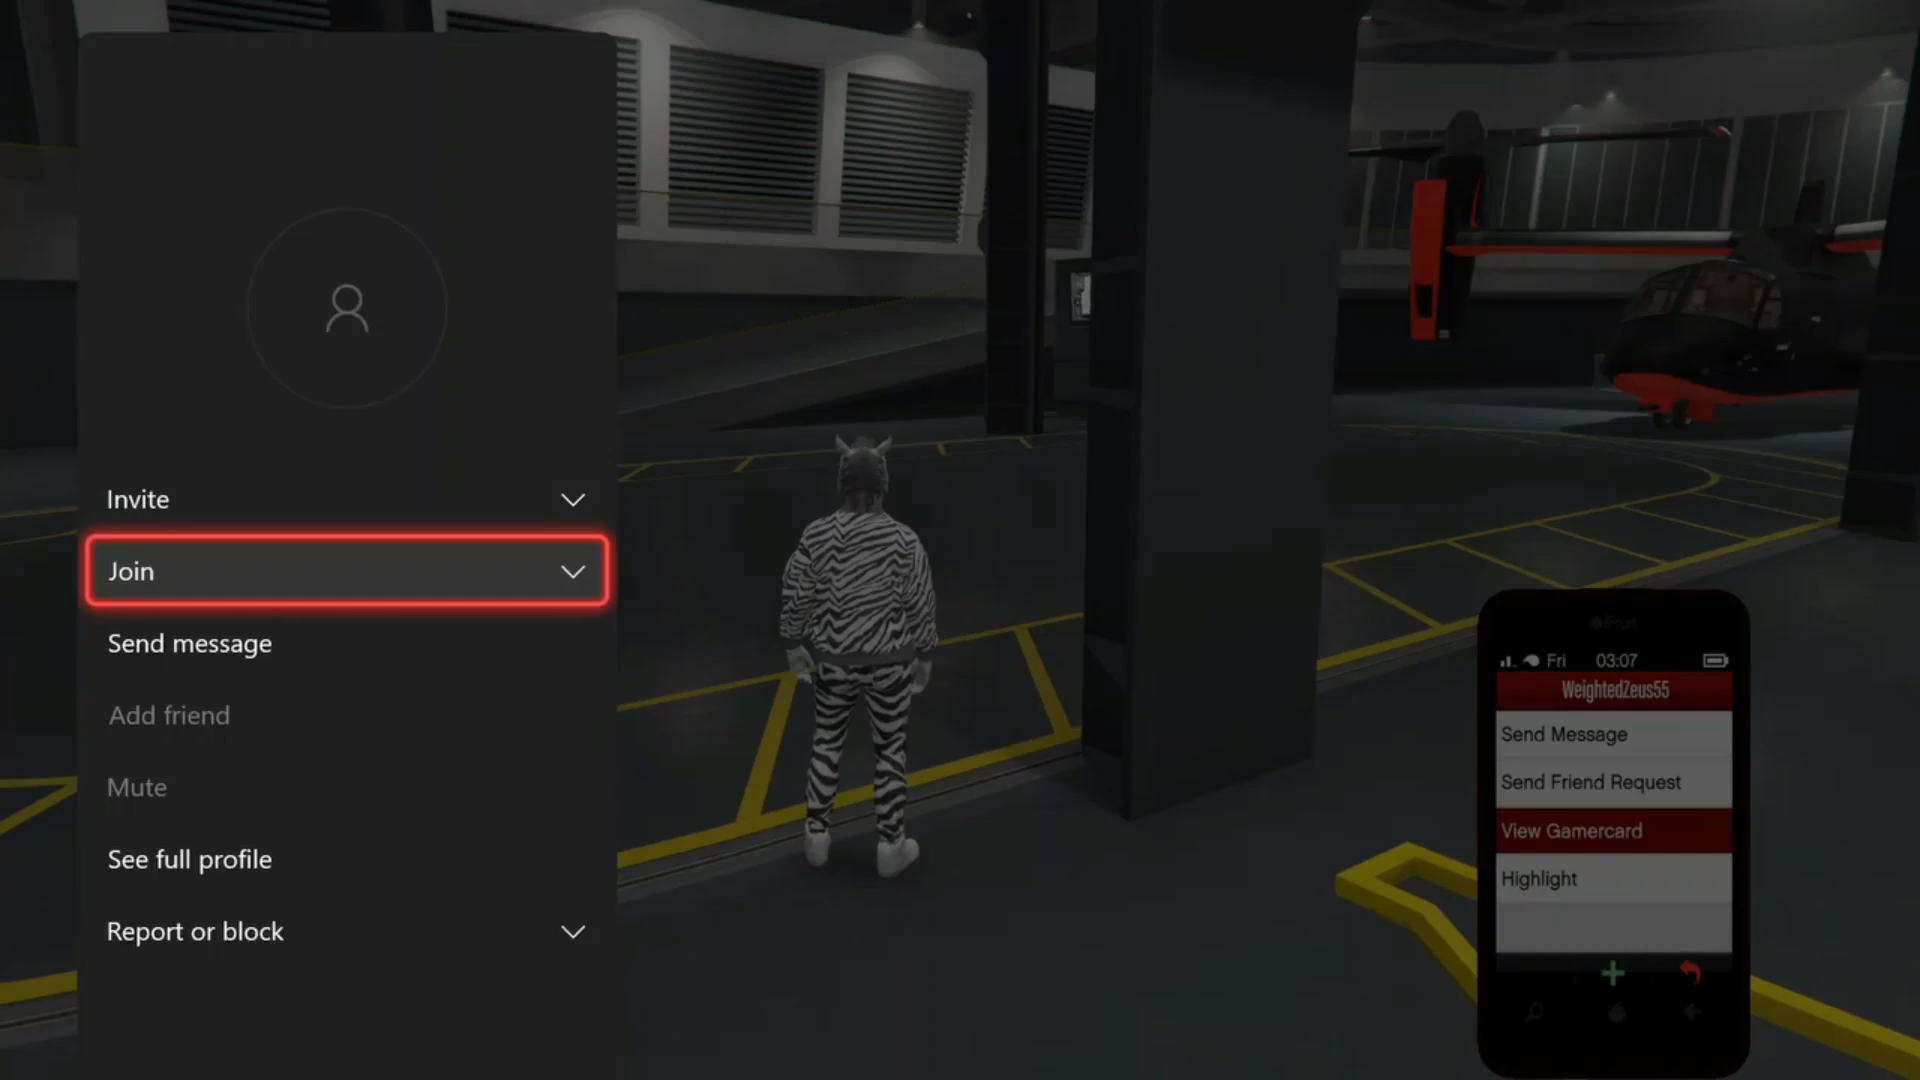 Invite
Join
Send message
Add friend
Mute
See full profile
Report or block
iFruit
Fri 03:07
WeightedZeus55
Send Message
Send Friend Request
View Gamercard
Highlight